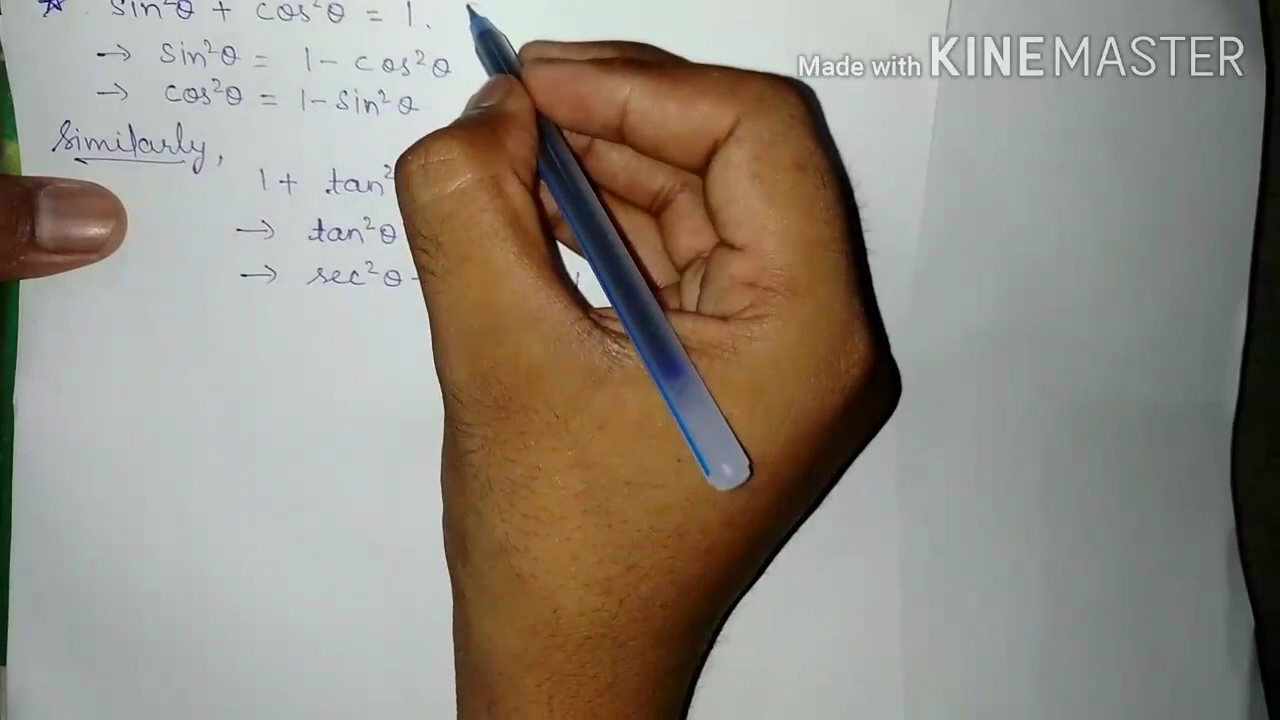 ☆ sin²θ + cos²θ = 1.
→ sin²θ = 1 - cos²θ
→ cos²θ = 1 - sin²θ
Similarly,
1 + tan²
→ tan²θ
→ sec²θ -
Made with KINEMASTER